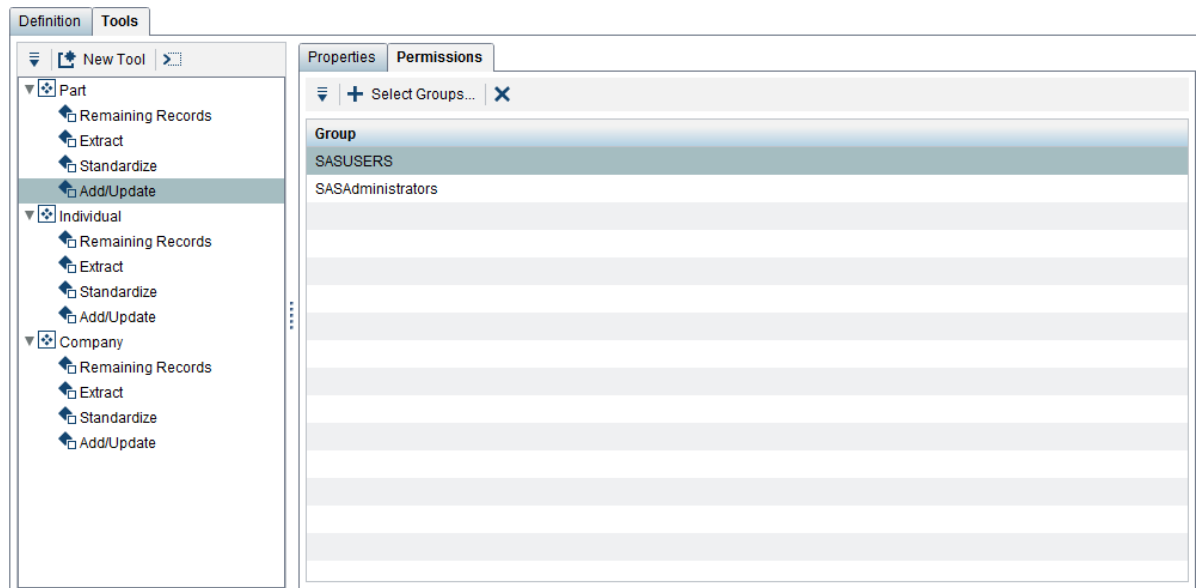 Definition Tools
New Tool
Part
Remaining Records
Extract
Standardize
Add/Update
Individual
Remaining Records
Extract
Standardize
Add/Update
Company
Remaining Records
Extract
Standardize
Add/Update
Properties Permissions
Select Groups...
Group
SASUSERS
SASAdministrators